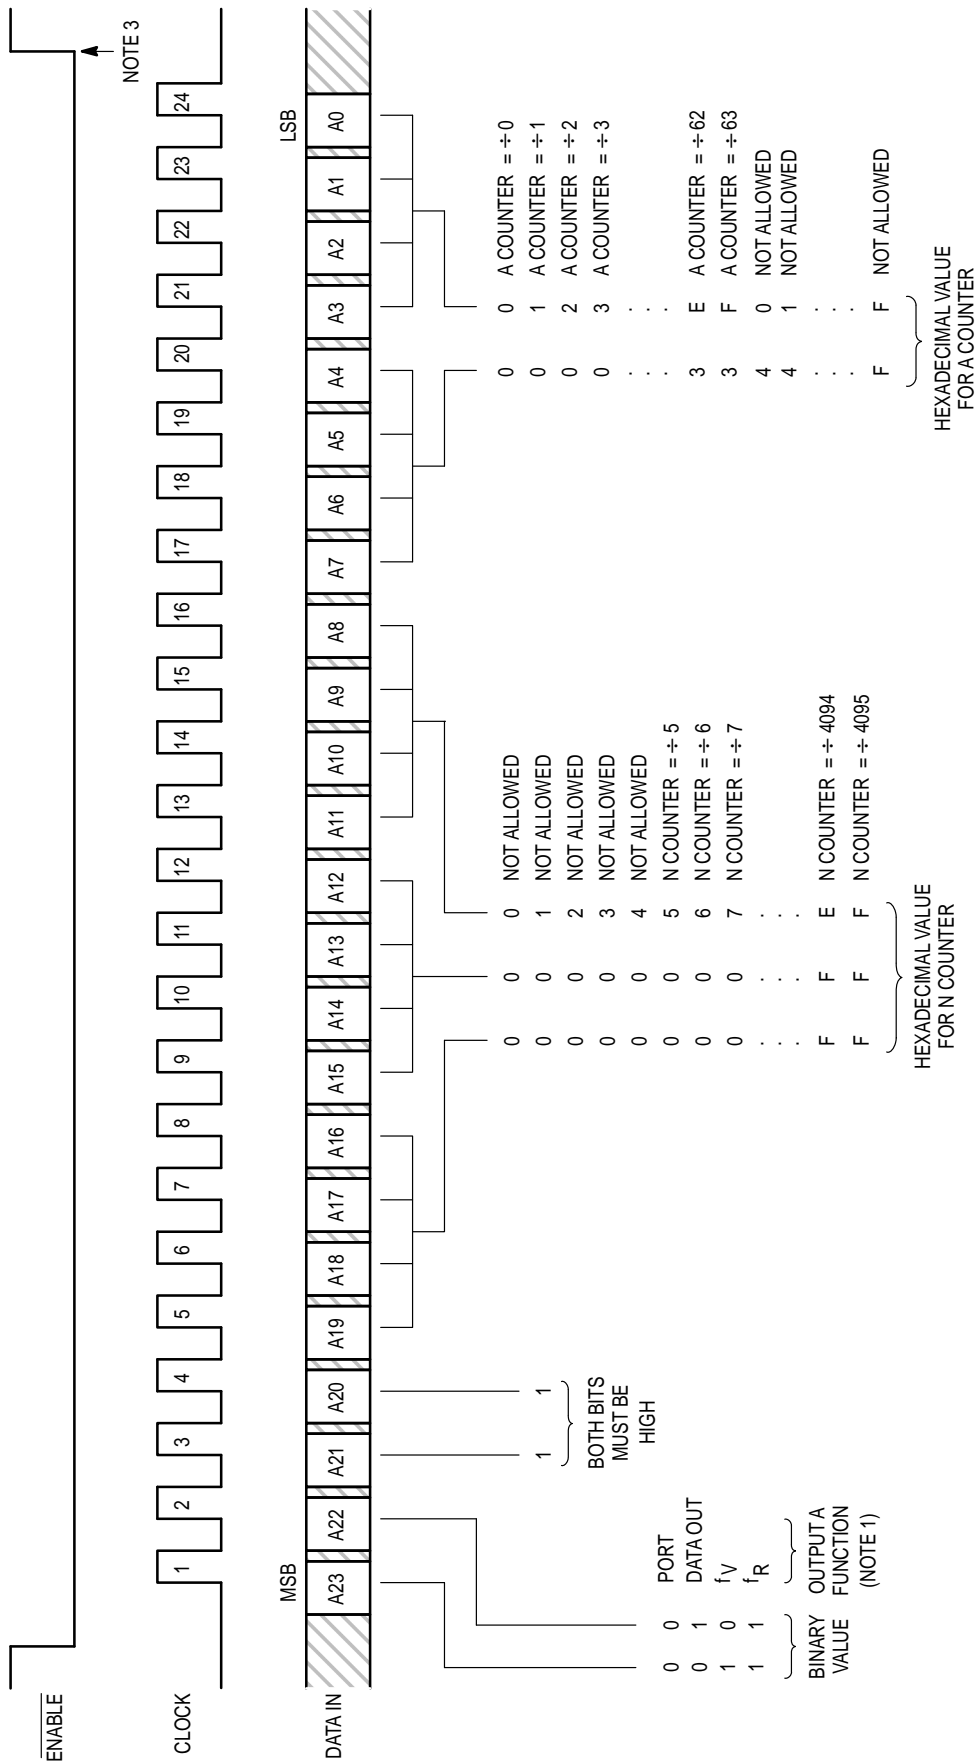 ENABLE
NOTE 3
CLOCK
1 2 3 4 5 6 7 8 9 10 11 12 13 14 15 16 17 18 19 20 21 22 23 24
MSB LSB
DATA IN
A23 A22 A21 A20 A19 A18 A17 A16 A15 A14 A13 A12 A11 A10 A9 A8 A7 A6 A5 A4 A3 A2 A1 A0
0 0 PORT
0 1 DATA OUT
1 0 fV
1 1 fR
BINARY
VALUE
OUTPUT A
FUNCTION
(NOTE 1)
1 1
BOTH BITS
MUST BE
HIGH
0 0 0 NOT ALLOWED
0 0 1 NOT ALLOWED
0 0 2 NOT ALLOWED
0 0 3 NOT ALLOWED
0 0 4 NOT ALLOWED
0 0 5 N COUNTER = ÷ 5
0 0 6 N COUNTER = ÷ 6
0 0 7 N COUNTER = ÷ 7
. . .
. . .
. . .
F F E N COUNTER = ÷ 4094
F F F N COUNTER = ÷ 4095
HEXADECIMAL VALUE
FOR N COUNTER
0 0 A COUNTER = ÷ 0
0 1 A COUNTER = ÷ 1
0 2 A COUNTER = ÷ 2
0 3 A COUNTER = ÷ 3
. .
. .
. .
3 E A COUNTER = ÷ 62
3 F A COUNTER = ÷ 63
4 0 NOT ALLOWED
4 1 NOT ALLOWED
. .
. .
. .
F F NOT ALLOWED
HEXADECIMAL VALUE
FOR A COUNTER